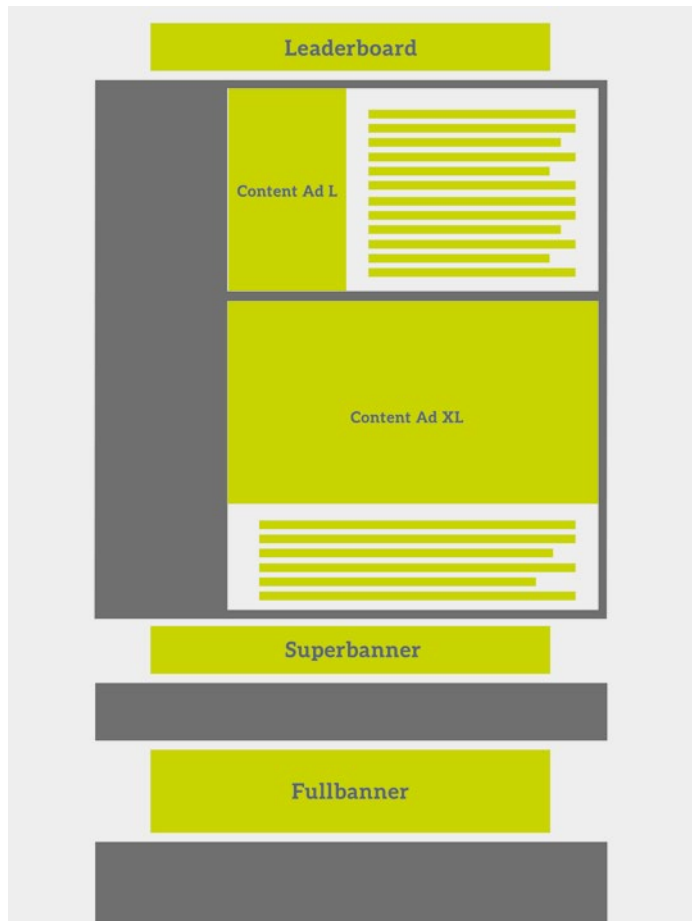 Leaderboard
Content Ad L
Content Ad XL
Superbanner
Fullbanner